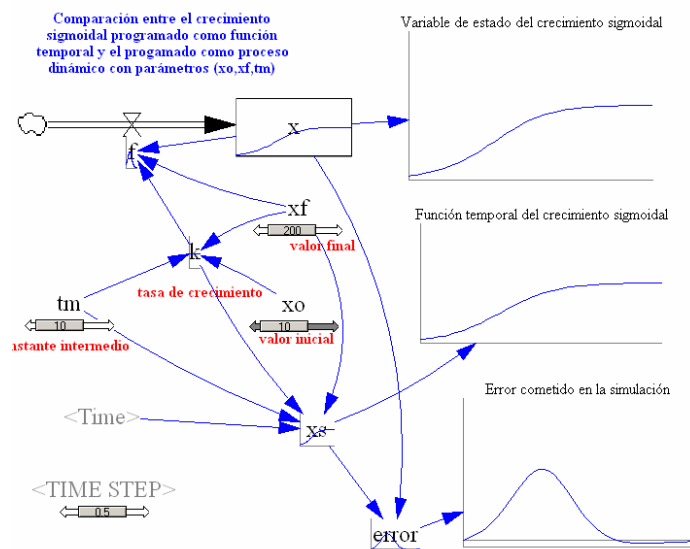 Comparación entre el crecimiento
sigmoidal programado como función
temporal y el progamado como proceso
dinámico con parámetros (xo,xf,tm)
Variable de estado del crecimiento sigmoidal
x
f
xf
200
valor final
Función temporal del crecimiento sigmoidal
k
tasa de crecimiento
tm
10
nstante intermedio
xo
10
valor inicial
Error cometido en la simulación
<Time>
xs
<TIME STEP>
0.5
error